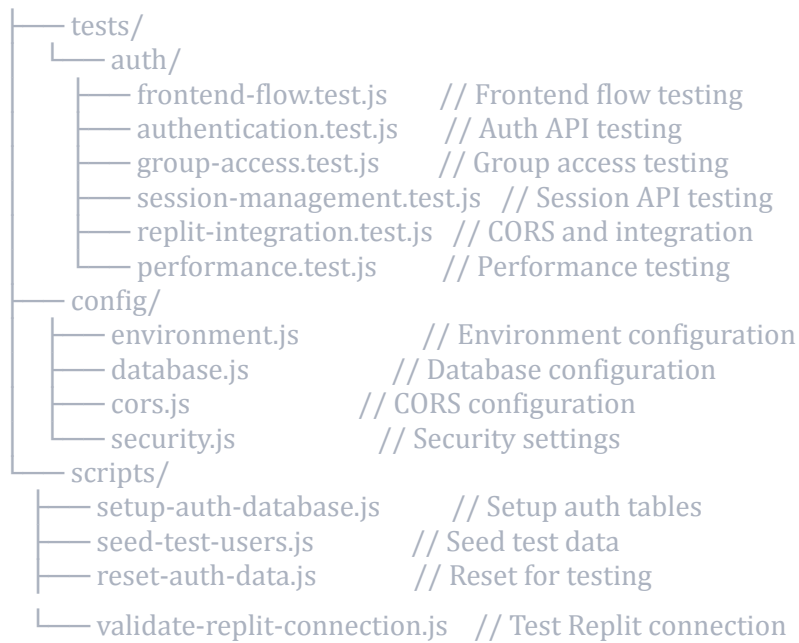 ├── tests/
│   └── auth/
│       ├── frontend-flow.test.js // Frontend flow testing
│       ├── authentication.test.js // Auth API testing
│       ├── group-access.test.js // Group access testing
│       ├── session-management.test.js // Session API testing
│       ├── replit-integration.test.js // CORS and integration
│       └── performance.test.js // Performance testing
├── config/
│   ├── environment.js // Environment configuration
│   ├── database.js // Database configuration
│   ├── cors.js // CORS configuration
│   └── security.js // Security settings
└── scripts/
    ├── setup-auth-database.js // Setup auth tables
    ├── seed-test-users.js // Seed test data
    ├── reset-auth-data.js // Reset for testing
    └── validate-replit-connection.js // Test Replit connection